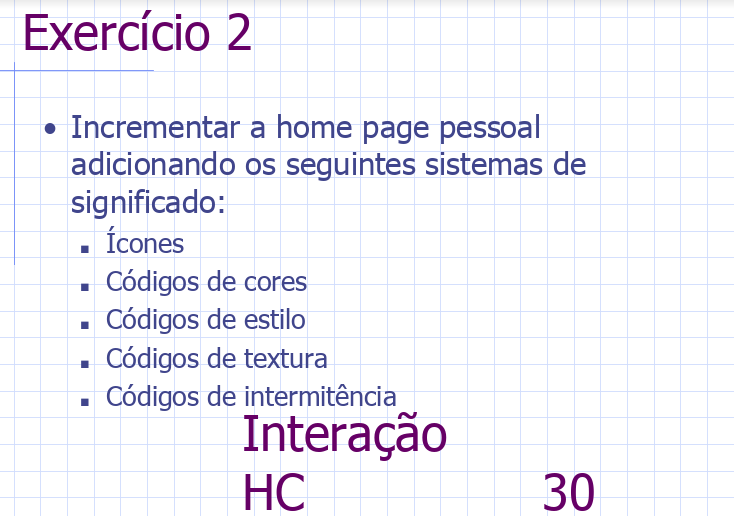 Exercício 2
• Incrementar a home page pessoal
adicionando os seguintes sistemas de
significado:
▪ Ícones
▪ Códigos de cores
▪ Códigos de estilo
▪ Códigos de textura
▪ Códigos de intermitência
Interação
HC 30